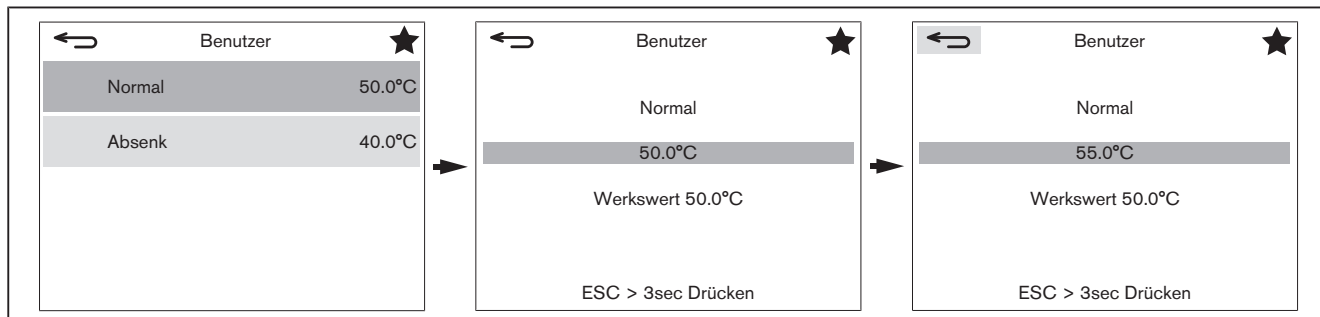 Benutzer
Normal 50.0°C
Absenk 40.0°C
Benutzer
Normal
50.0°C
Werkswert 50.0°C
ESC > 3sec Drücken
Benutzer
Normal
55.0°C
Werkswert 50.0°C
ESC > 3sec Drücken